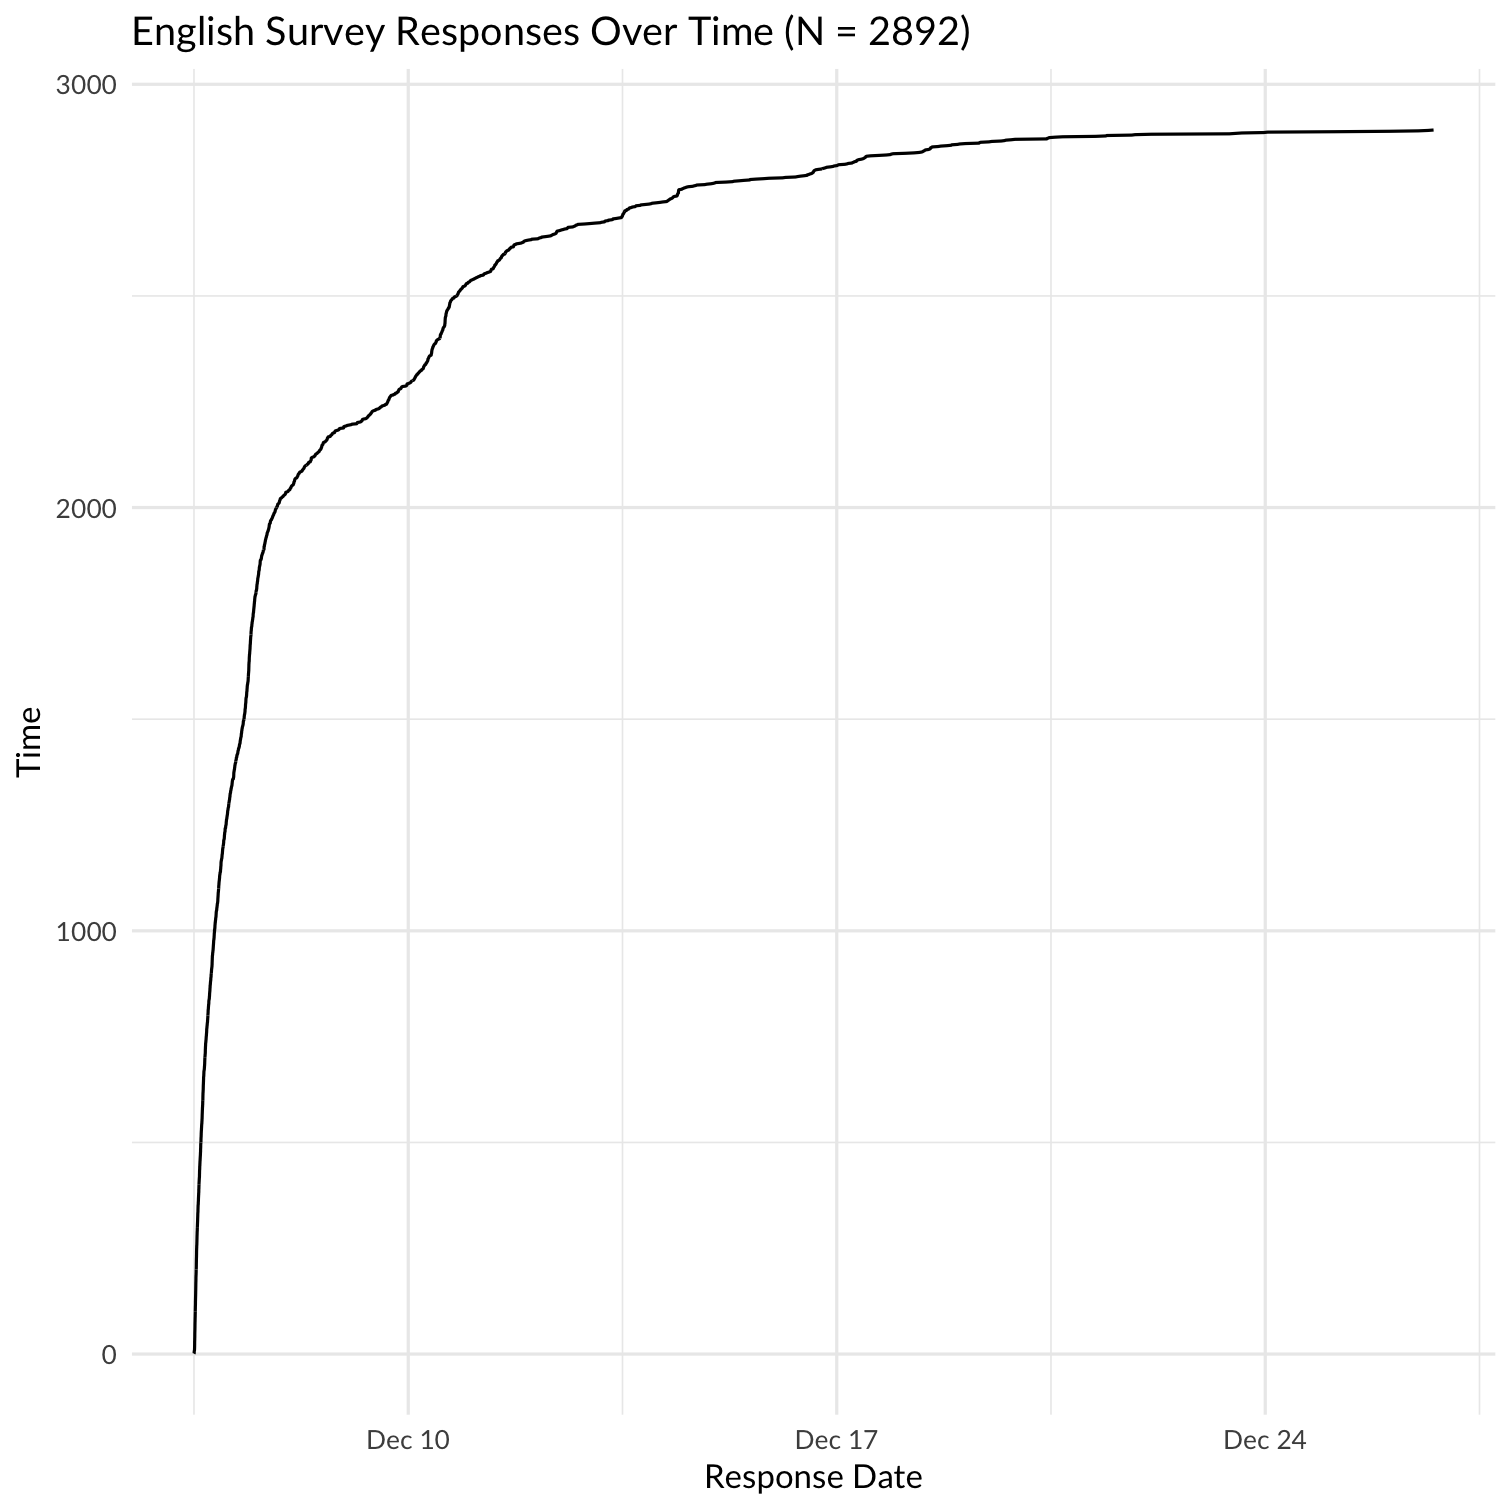 English Survey Responses Over Time (N = 2892)
3000
2000
1000
0
Time
Dec 10
Dec 17
Dec 24
Response Date